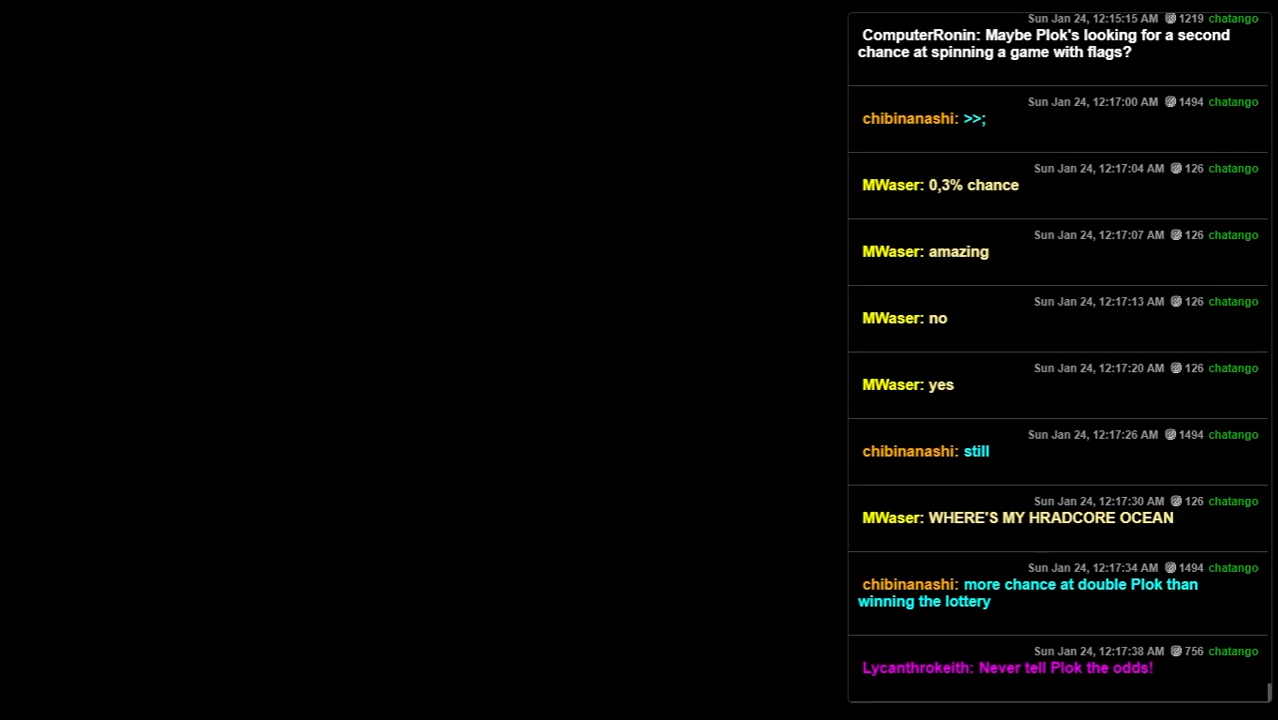 Sun Jan 24, 12:15:15 AM 1219 chatango
ComputerRonin: Maybe Plok's looking for a second
chance at spinning a game with flags?
Sun Jan 24, 12:17:00 AM 1494 chatango
chibinanashi: >>;
Sun Jan 24, 12:17:04 AM 126 chatango
MWaser: 0,3% chance
Sun Jan 24, 12:17:07 AM 126 chatango
MWaser: amazing
Sun Jan 24, 12:17:13 AM 126 chatango
MWaser: no
Sun Jan 24, 12:17:20 AM 126 chatango
MWaser: yes
Sun Jan 24, 12:17:26 AM 1494 chatango
chibinanashi: still
Sun Jan 24, 12:17:30 AM 126 chatango
MWaser: WHERE'S MY HRADCORE OCEAN
Sun Jan 24, 12:17:34 AM 1494 chatango
chibinanashi: more chance at double Plok than
winning the lottery
Sun Jan 24, 12:17:38 AM 756 chatango
Lycanthrokeith: Never tell Plok the odds!